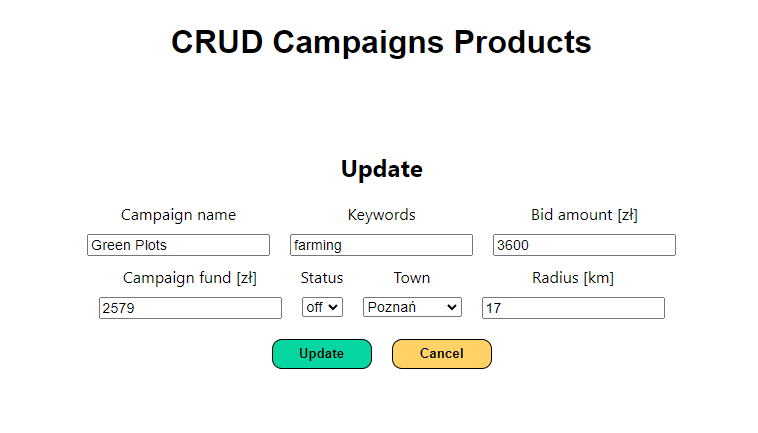 CRUD Campaigns Products
Update
Campaign name Keywords Bid amount [zł]
Green Plots farming 3600
Campaign fund [zł] Status Town Radius [km]
2579 off Poznań 17
Update Cancel